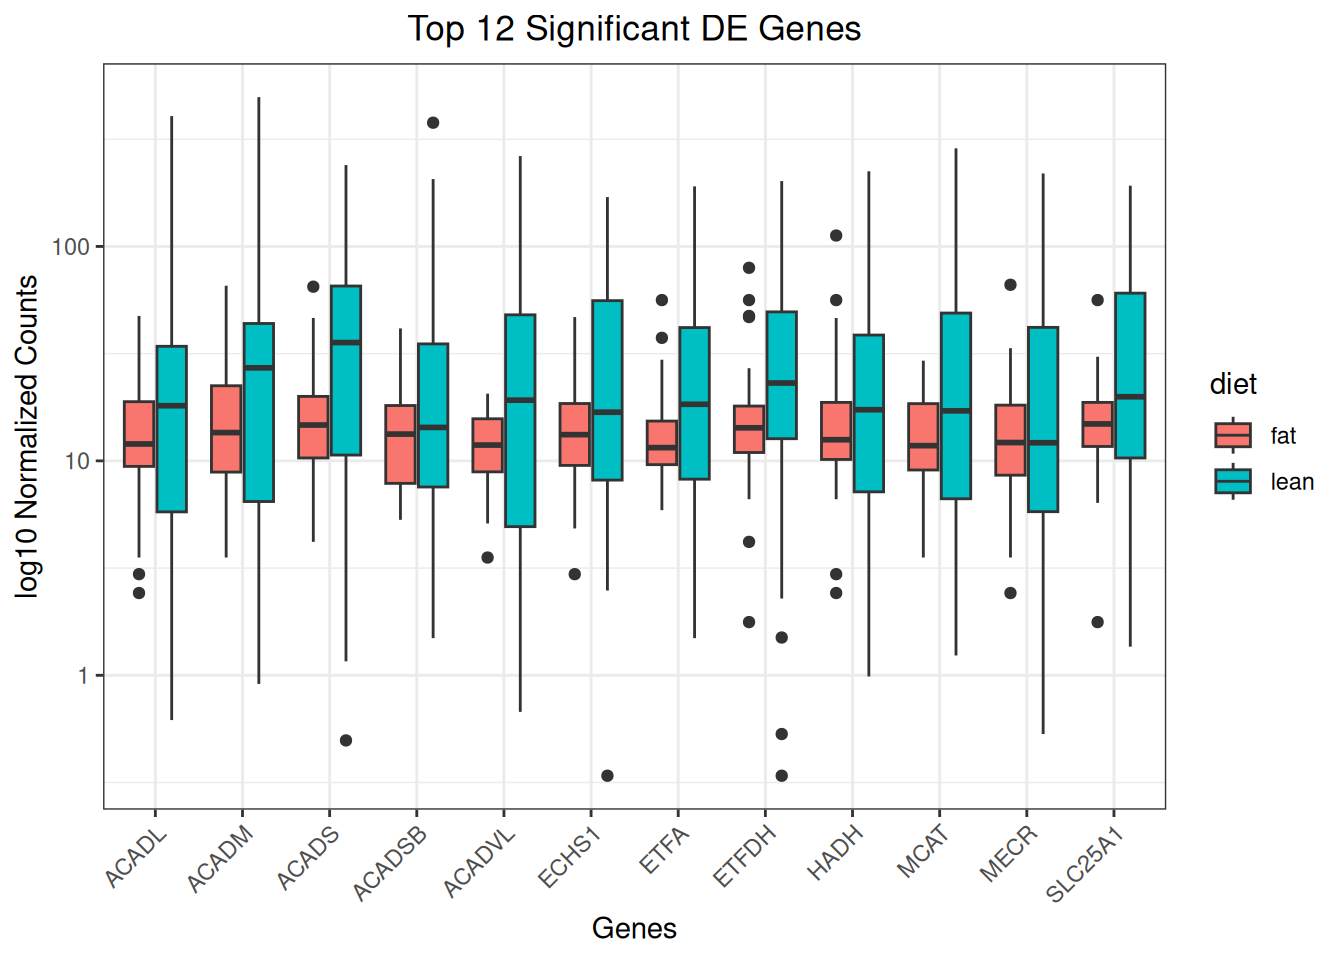 Top 12 Significant DE Genes
log10 Normalized Counts
100
10
1
ACADL
ACADM
ACADS
ACADSB
ACADVL
ECHS1
ETFA
ETFDH
HADH
MCAT
MECR
SLC25A1
Genes
diet
fat
lean